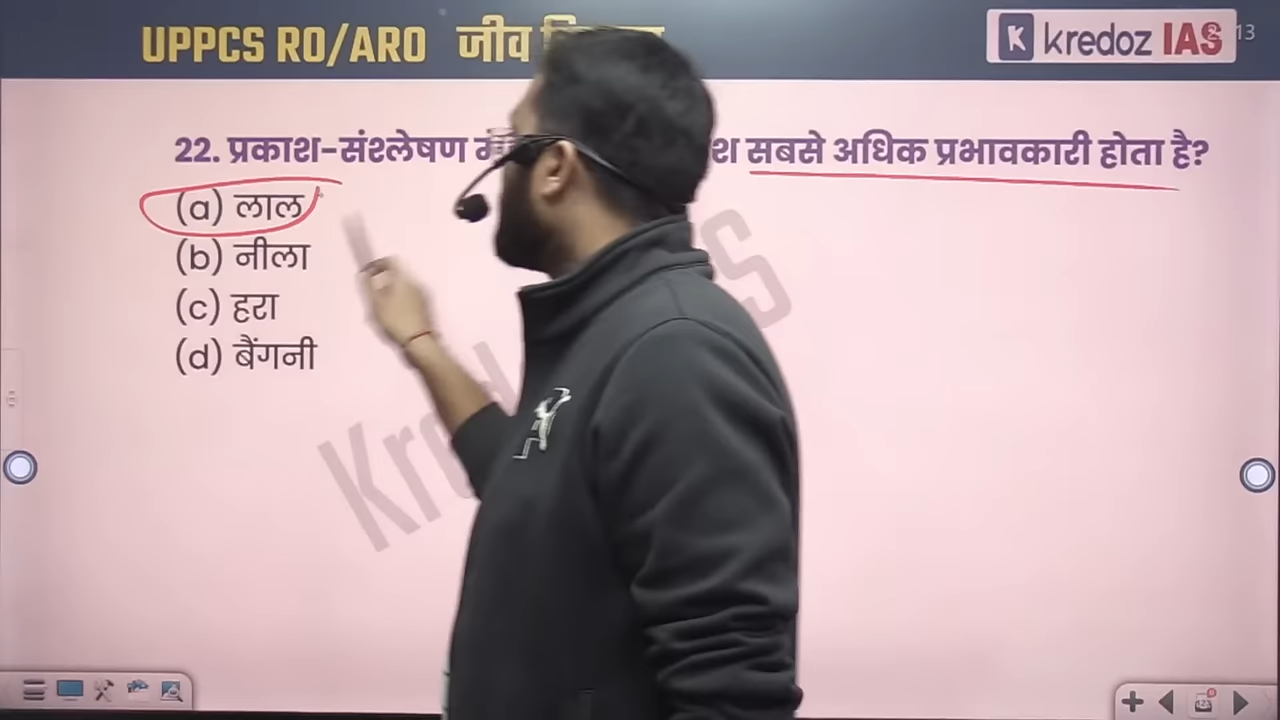 UPPCS RO/ARO जीव
K kredoz IAS
22. प्रकाश-संश्लेषण सबसे अधिक प्रभावकारी होता है?
(a) लाल
(b) नीला
(c) हरा
(d) बैंगनी